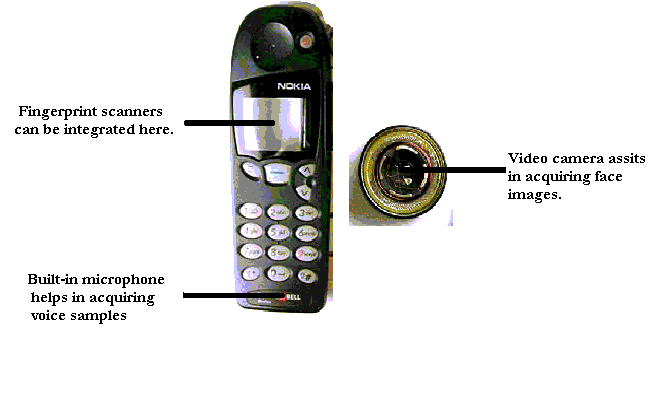 NOKIA
Fingerprint scanners
can be integrated here.
Video camera assits
in acquiring face
images.
Built-in microphone
helps in acquiring
voice samples
BELL